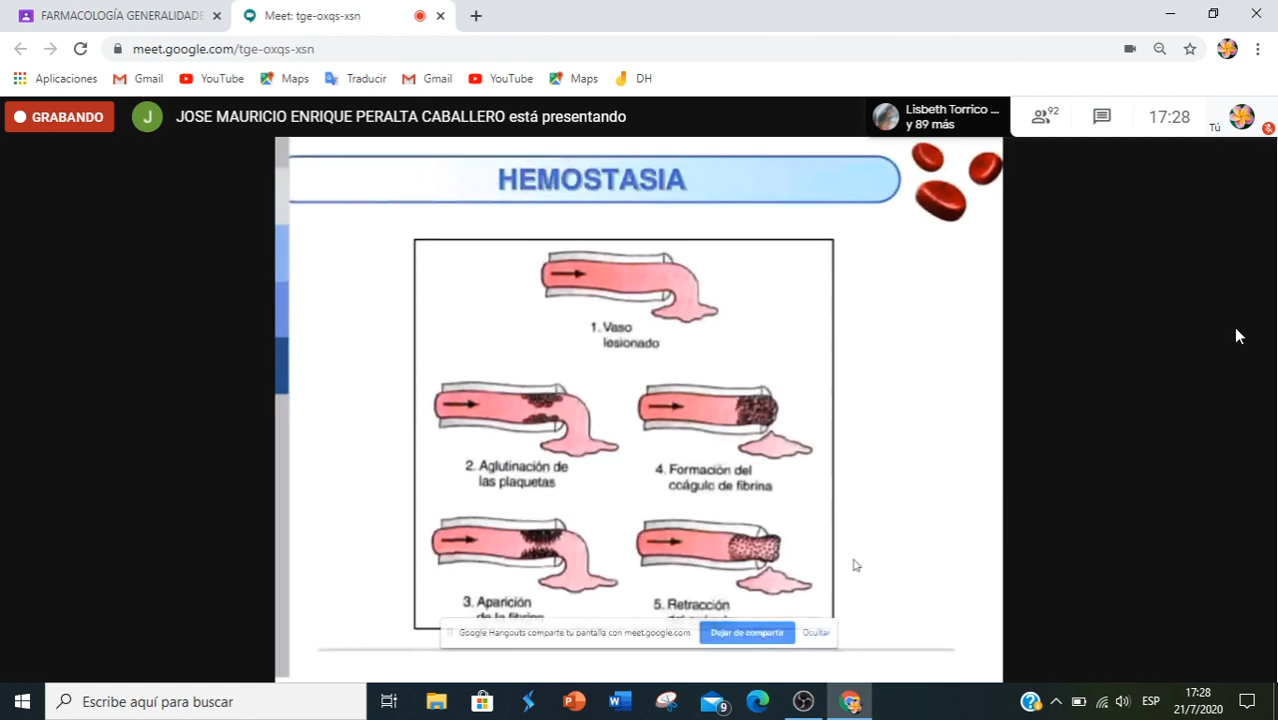 FARMACOLOGÍA GENERALIDADE
Meet: tge-oxqs-xsn
meet.google.com/tge-oxqs-xsn
Aplicaciones
Gmail
YouTube
Maps
Traducir
Gmail
YouTube
Maps
DH
GRABANDO
J
JOSE MAURICIO ENRIQUE PERALTA CABALLERO está presentando
Lisbeth Torrico ...
y 89 más
92
17:28
Tú
HEMOSTASIA
1. Vaso
lesionado
2. Aglutinación de
las plaquetas
4. Formación del
coágulo de fibrina
3. Aparición
de la fibrina
5. Retracción
Google Hangouts comparte tu pantalla con meet.google.com.
Dejar de compartir
Ocultar
Escribe aquí para buscar
9
ESP
17:28
21/7/2020